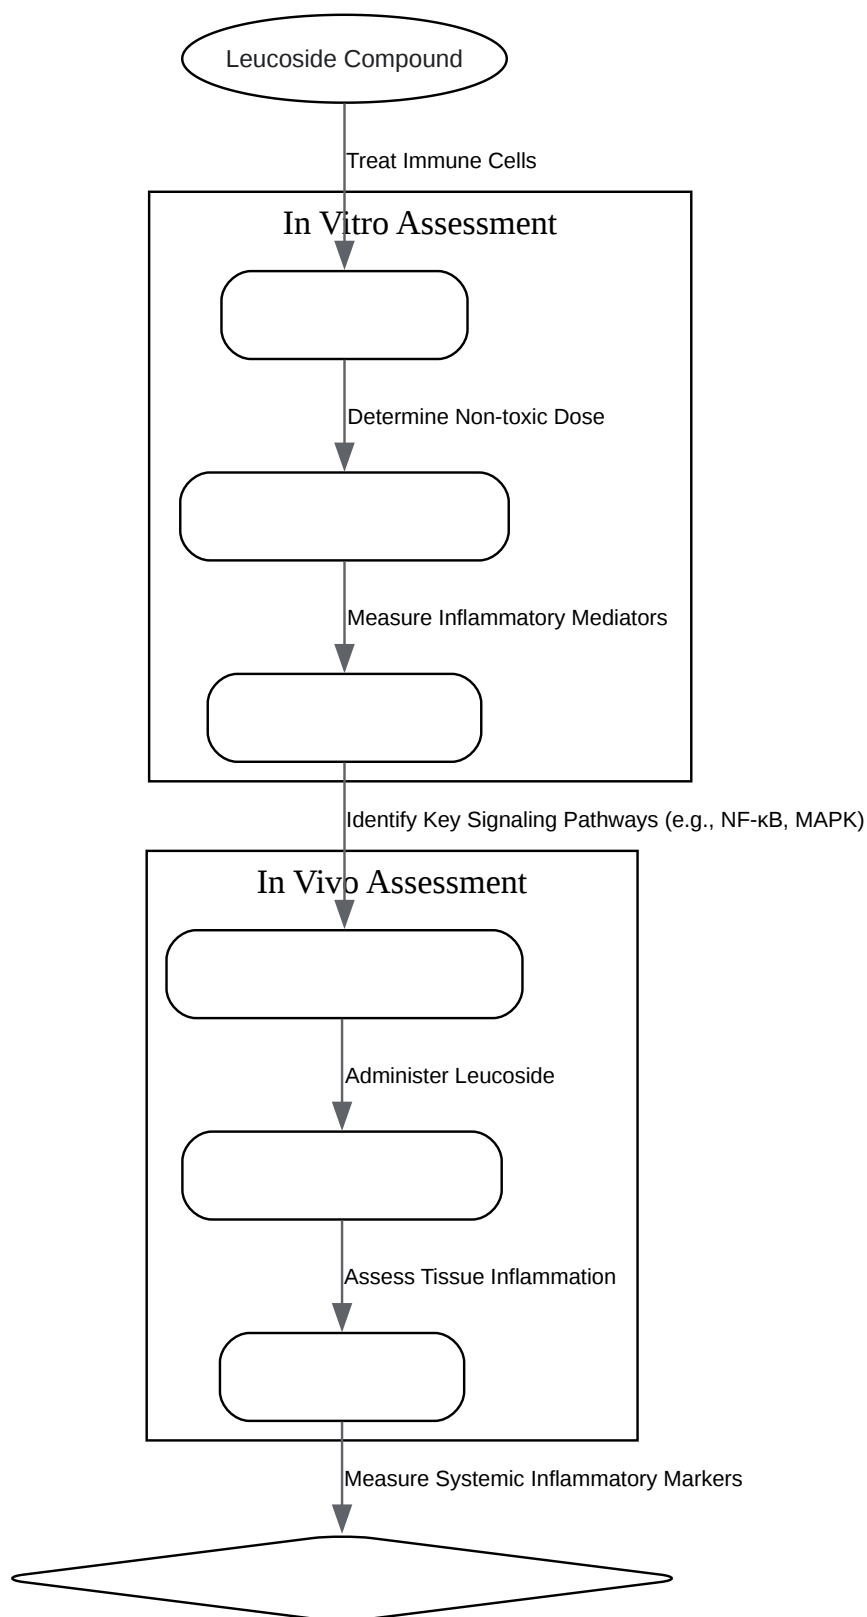 Leucoside Compound
Treat Immune Cells
In Vitro Assessment
Determine Non-toxic Dose
Measure Inflammatory Mediators
Identify Key Signaling Pathways (e.g., NF-κB, MAPK)
In Vivo Assessment
Administer Leucoside
Assess Tissue Inflammation
Measure Systemic Inflammatory Markers